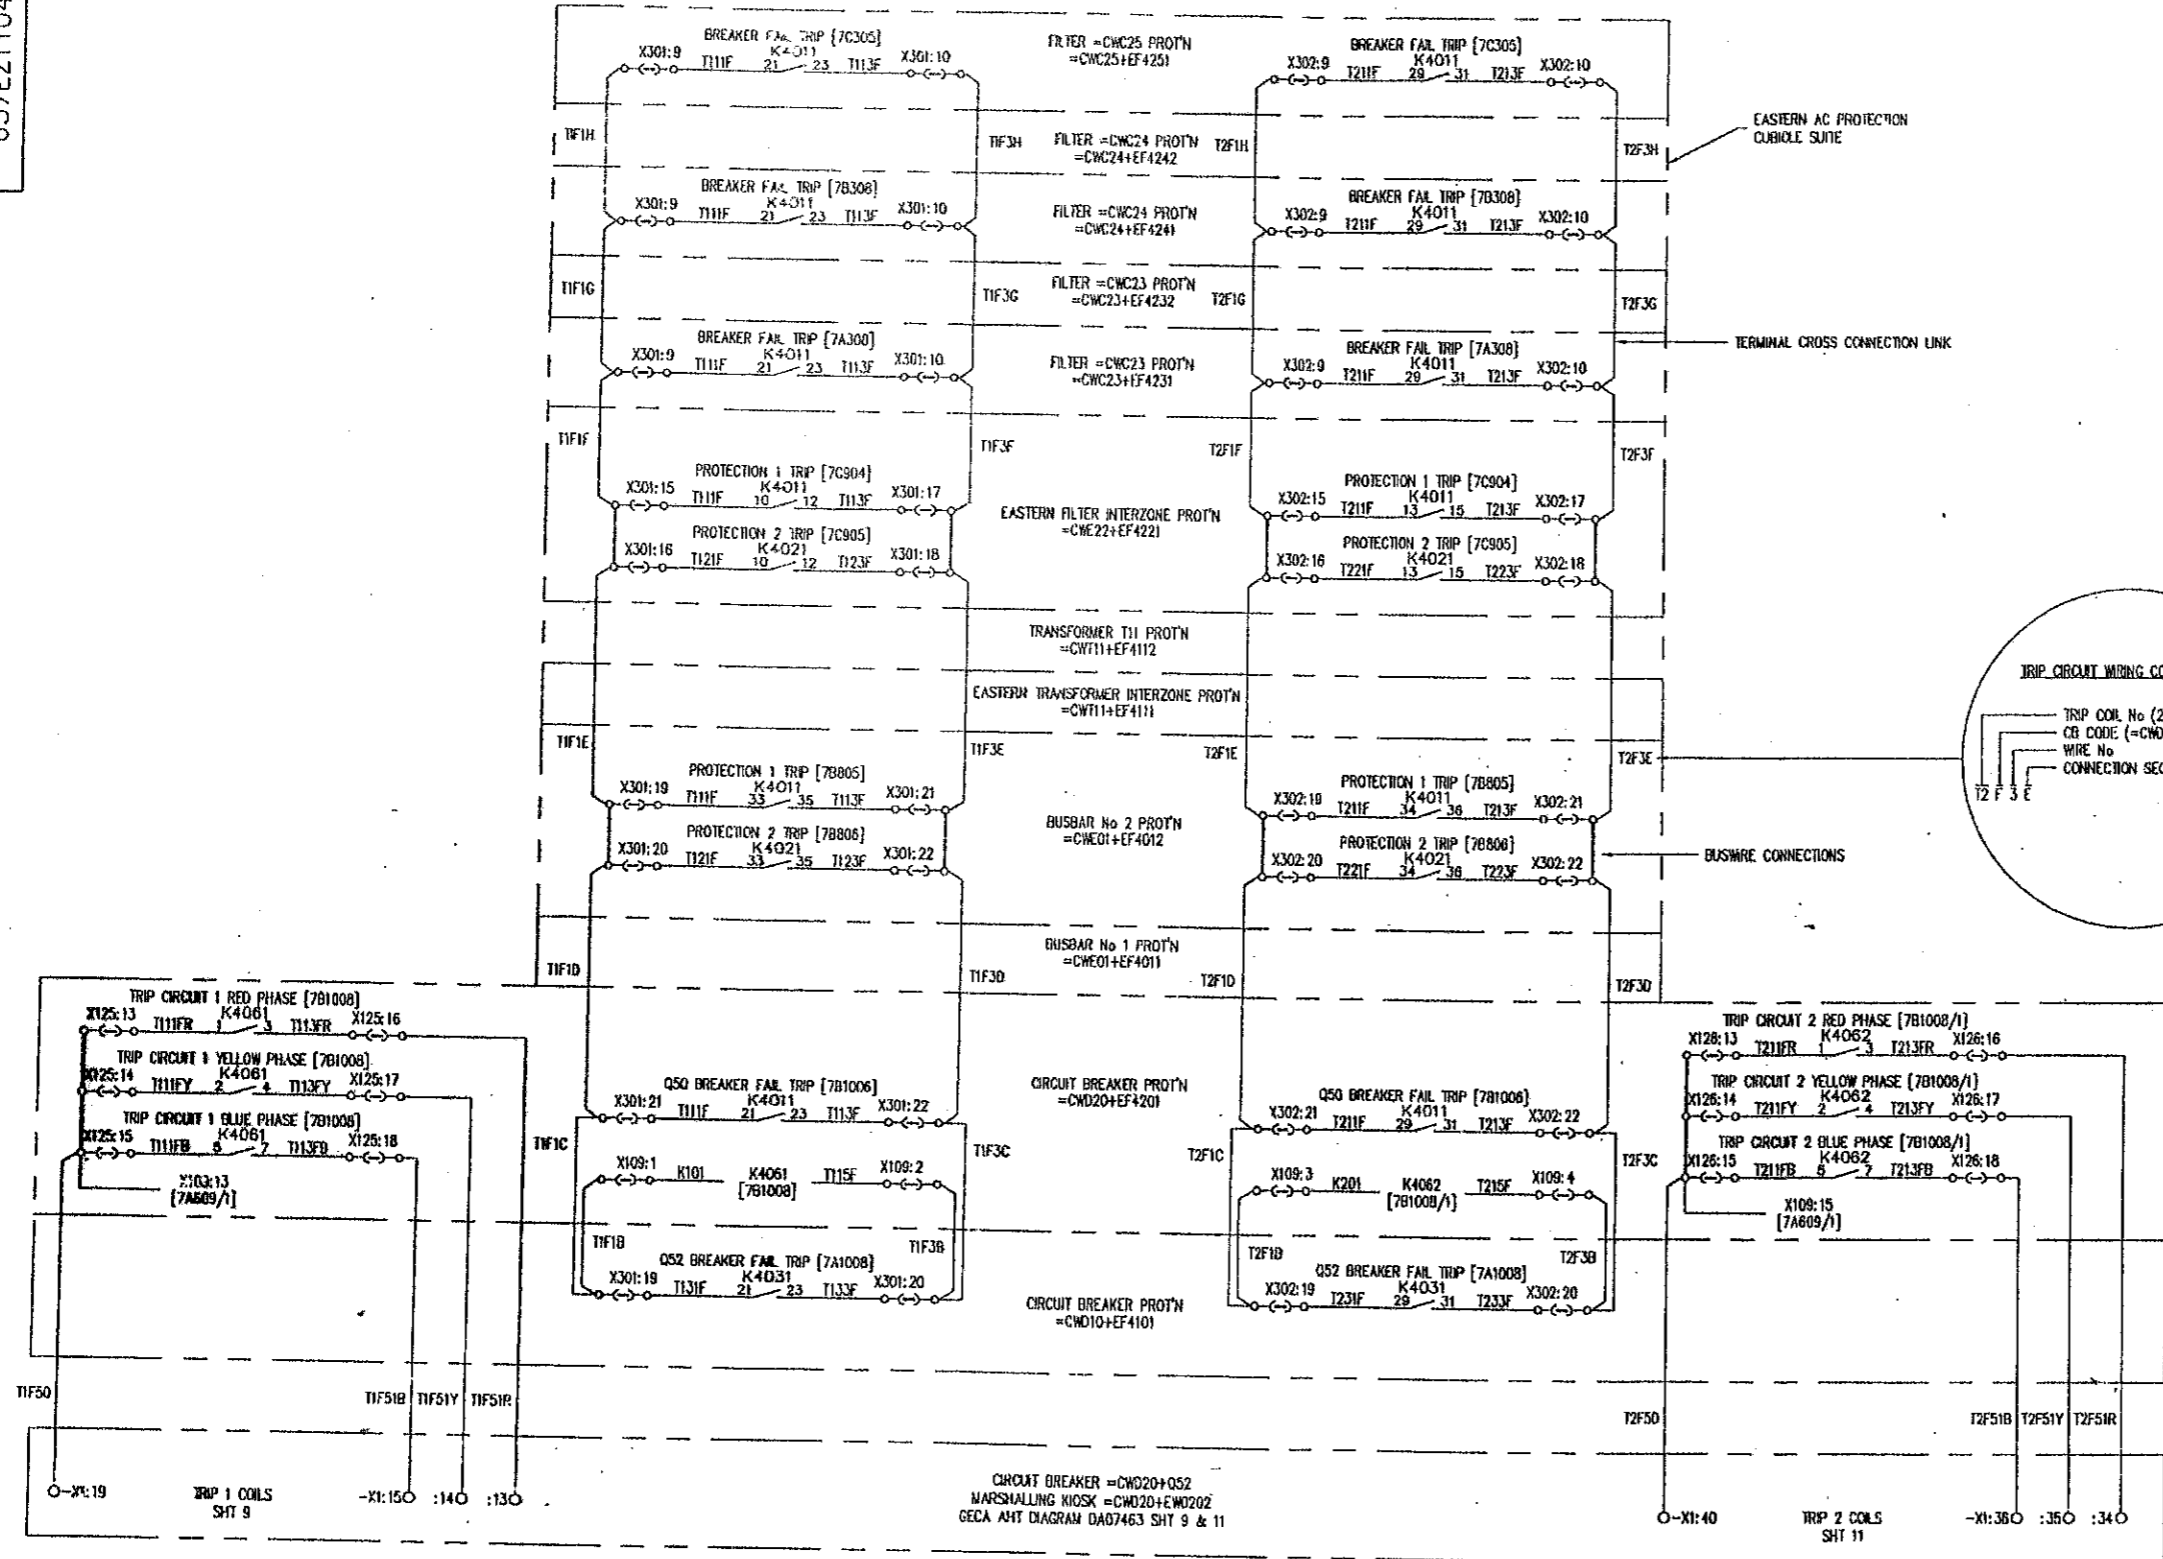 BREAKER FAIL TRIP [7C305]
X301:9 T111F K4011 21 23 T113F X301:10
FILTER =CWC25 PROT'N
=CWC25+EF4251
BREAKER FAIL TRIP [7C305]
X302:9 T211F K4011 29 31 T213F X302:10
EASTERN AC PROTECTION
CUBICLE SUITE
T1F1H T1F3H
FILTER =CWC24 PROT'N
=CWC24+EF4242
T2F1H T2F3H
BREAKER FAIL TRIP [7B308]
X301:9 T111F K4011 21 23 T113F X301:10
FILTER =CWC24 PROT'N
=CWC24+EF4241
BREAKER FAIL TRIP [7B308]
X302:9 T211F K4011 29 31 T213F X302:10
T1F1G T1F3G
FILTER =CWC23 PROT'N
=CWC23+EF4232
T2F1G T2F3G
TERMINAL CROSS CONNECTION LINK
BREAKER FAIL TRIP [7A308]
X301:9 T111F K4011 21 23 T113F X301:10
FILTER =CWC23 PROT'N
=CWC23+EF4231
BREAKER FAIL TRIP [7A308]
X302:9 T211F K4011 29 31 T213F X302:10
T1F1F T1F3F T2F1F T2F3F
PROTECTION 1 TRIP [7C904]
X301:15 T111F K4011 10 12 T113F X301:17
PROTECTION 2 TRIP [7C905]
X301:16 T121F K4021 10 12 T123F X301:18
EASTERN FILTER INTERZONE PROT'N
=CWE22+EF4221
PROTECTION 1 TRIP [7C904]
X302:15 T211F K4011 13 15 T213F X302:17
PROTECTION 2 TRIP [7C905]
X302:16 T221F K4021 13 15 T223F X302:18
TRANSFORMER T11 PROT'N
=CWT11+EF4112
EASTERN TRANSFORMER INTERZONE PROT'N
=CWT11+EF4111
T1F1E T1F3E T2F1E T2F3E
TRIP CIRCUIT WIRING
TRIP COIL No
CB CODE
WIRE No
CONNECTION
T2 F 3 E
PROTECTION 1 TRIP [7B805]
X301:19 T111F K4011 33 35 T113F X301:21
PROTECTION 2 TRIP [7B806]
X301:20 T121F K4021 33 35 T123F X301:22
BUSBAR No 2 PROT'N
=CWE01+EF4012
PROTECTION 1 TRIP [7B805]
X302:19 T211F K4011 34 36 T213F X302:21
PROTECTION 2 TRIP [7B806]
X302:20 T221F K4021 34 36 T223F X302:22
BUSWIRE CONNECTIONS
BUSBAR No 1 PROT'N
=CWE01+EF4011
T1F1D T1F3D T2F1D T2F3D
TRIP CIRCUIT 1 RED PHASE [7B1008]
X125:13 T111FR K4061 1 3 T113FR X125:16
TRIP CIRCUIT 1 YELLOW PHASE [7B1008]
X125:14 T111FY K4061 2 4 T113FY X125:17
TRIP CIRCUIT 1 BLUE PHASE [7B1008]
X125:15 T111FB K4061 7 T113FB X125:18
[7A609/1]
TRIP CIRCUIT 2 RED PHASE [7B1008/1]
X126:13 T211FR K4062 1 3 T213FR X126:16
TRIP CIRCUIT 2 YELLOW PHASE [7B1008/1]
X126:14 T211FY K4062 2 4 T213FY X126:17
TRIP CIRCUIT 2 BLUE PHASE [7B1008/1]
X126:15 T211FB K4062 7 T213FB X126:18
X109:15
[7A609/1]
Q50 BREAKER FAIL TRIP [7B1006]
X301:21 T111F K4011 21 23 T113F X301:22
CIRCUIT BREAKER PROT'N
=CWD20+EF4201
Q50 BREAKER FAIL TRIP [7B1006]
X302:21 T211F K4011 29 31 T213F X302:22
T1F1C T1F3C T2F1C T2F3C
X109:1 K101 K4061 T115F X109:2
[7B1008]
X109:3 K201 K4062 T215F X109:4
[7B1008/1]
T1F1B T1F3B T2F1B T2F3B
Q52 BREAKER FAIL TRIP [7A1008]
X301:19 T131F K4031 21 23 T133F X301:20
CIRCUIT BREAKER PROT'N
=CWD10+EF4101
Q52 BREAKER FAIL TRIP [7A1008]
X302:19 T231F K4031 29 31 T233F X302:20
T1F50 T1F51B T1F51Y T1F51R
T2F50 T2F51B T2F51Y T2F51R
-X1:19 TRIP 1 COILS
SHT 9
-X1:15 :14 :13
CIRCUIT BREAKER =CWD20+Q52
MARSHALLING KIOSK =CWD20+EW0202
GECA AHT DIAGRAM DA07463 SHT 9 & 11
-X1:40 TRIP 2 COILS
SHT 11
-X1:36 :35 :34